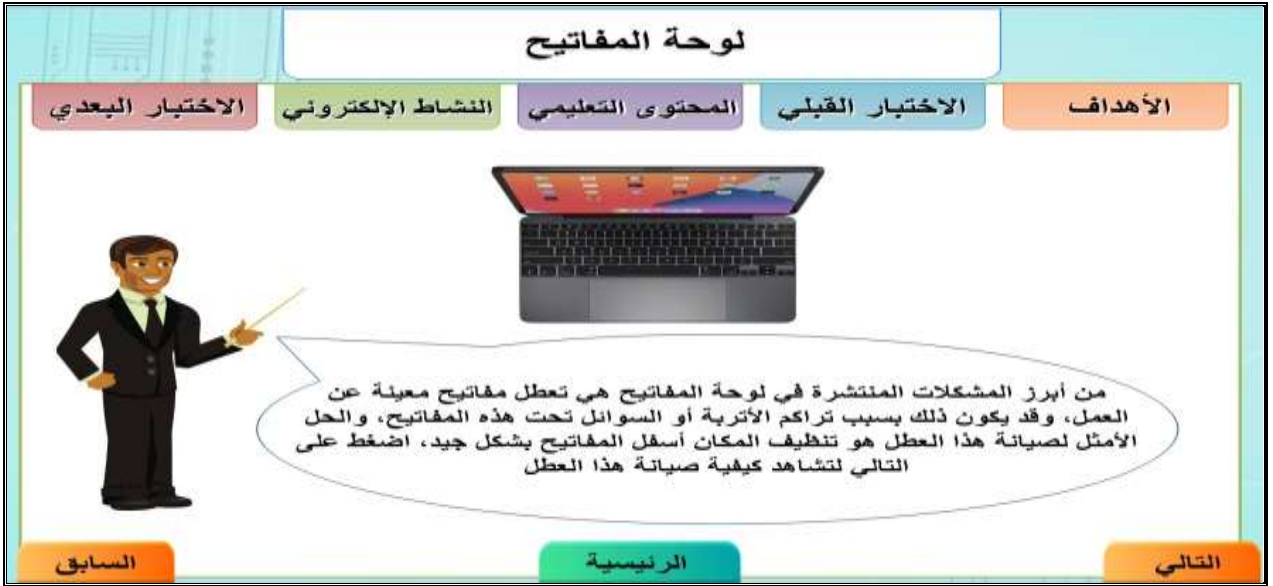 لوحة المفاتيح
الأهداف
الاختبار القبلي
المحتوى التعليمي
النشاط الإلكتروني
الاختبار البعدي
من أبرز المشكلات المنتشرة في لوحة المفاتيح هي تعطل مفاتيح معينة عن
العمل، وقد يكون ذلك بسبب تراكم الأتربة أو السوائل تحت هذه المفاتيح، والحل
الأمثل لصيانة هذا العطل هو تنظيف المكان أسفل المفاتيح بشكل جيد، اضغط على
التالي لتشاهد كيفية صيانة هذا العطل
التالي
الرئيسية
السابق